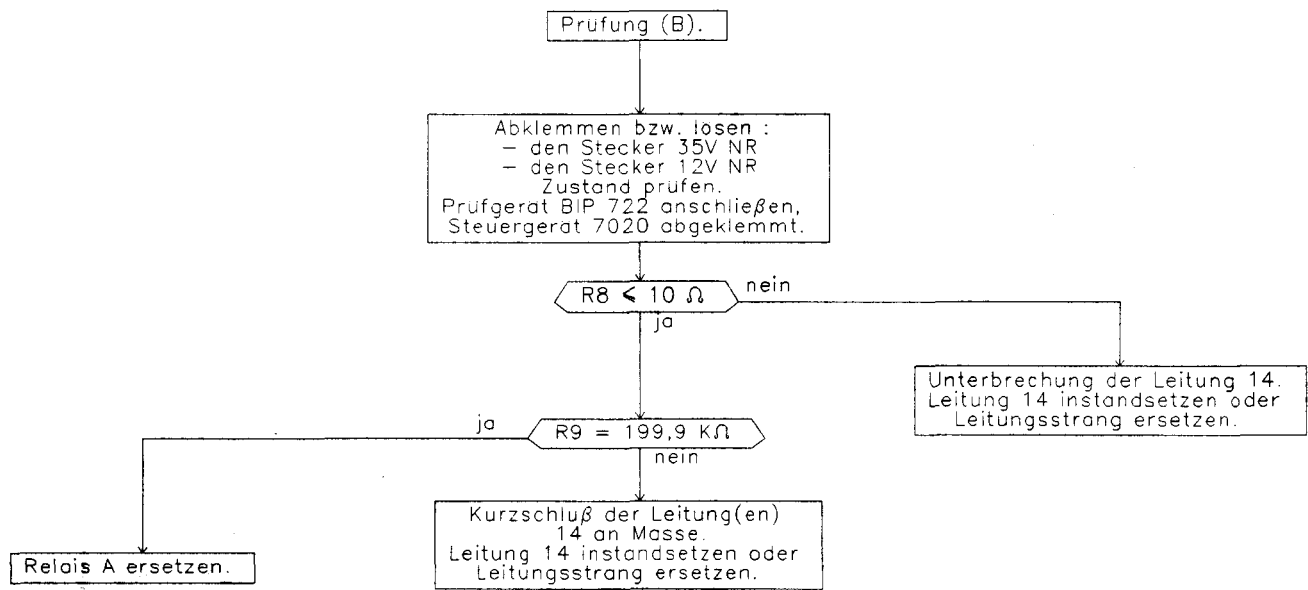 Prüfung (B).
Abklemmen bzw. lösen :
– den Stecker 35V NR
– den Stecker 12V NR
Zustand prüfen.
Prüfgerät BIP 722 anschließen,
Steuergerät 7020 abgeklemmt.
R8 < 10 Ω
nein
ja
Unterbrechung der Leitung 14.
Leitung 14 instandsetzen oder
Leitungsstrang ersetzen.
ja
R9 = 199,9 KΩ
nein
Kurzschluß der Leitung(en)
14 an Masse.
Leitung 14 instandsetzen oder
Leitungsstrang ersetzen.
Relais A ersetzen.